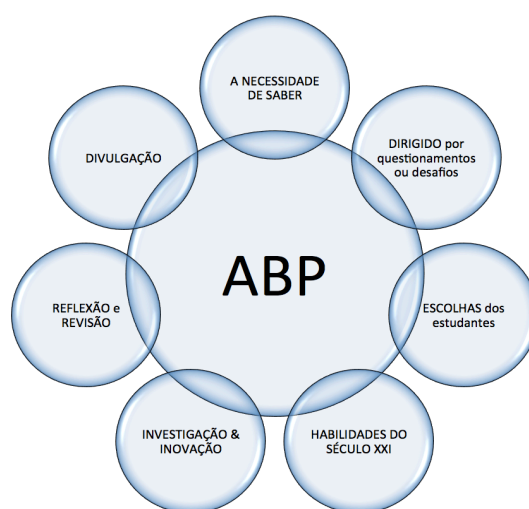 A NECESSIDADE
DE SABER
DIRIGIDO por
questionamentos
ou desafios
ESCOLHAS dos
estudantes
HABILIDADES DO
SÉCULO XXI
INVESTIGAÇÃO &
INOVAÇÃO
REFLEXÃO e
REVISÃO
DIVULGAÇÃO
ABP